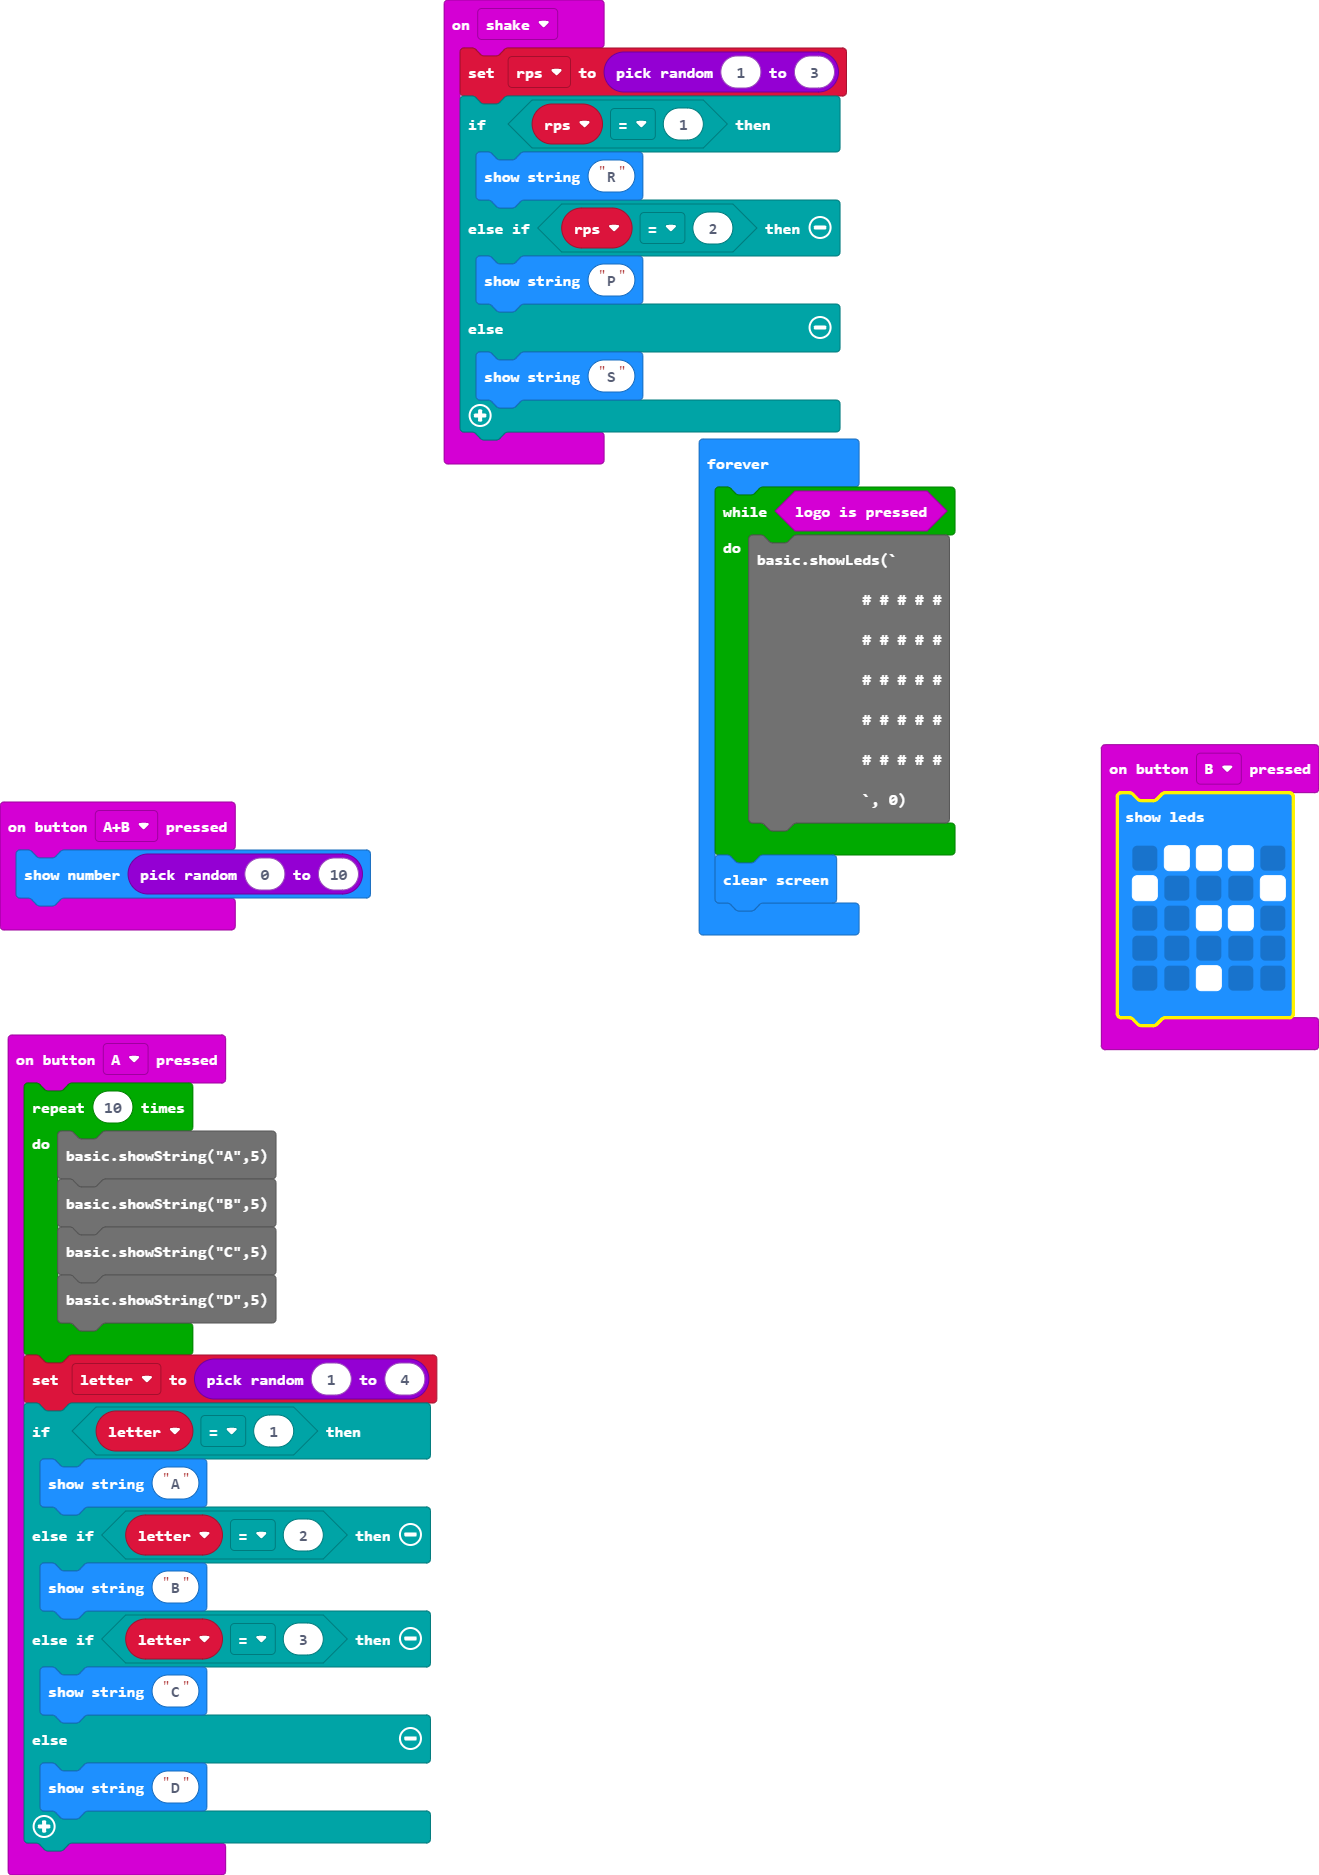 on shake
set rps to pick random 1 to 3
if rps = 1 then
show string "R"
else if rps = 2 then
show string "P"
else
show string "S"
forever
while logo is pressed
do basic.showLeds(`
# # # # #
# # # # #
# # # # #
# # # # #
# # # # #
`, 0)
clear screen
on button B pressed
show leds
on button A+B pressed
show number pick random 0 to 10
on button A pressed
repeat 10 times
do basic.showString("A",5)
basic.showString("B",5)
basic.showString("C",5)
basic.showString("D",5)
set letter to pick random 1 to 4
if letter = 1 then
show string "A"
else if letter = 2 then
show string "B"
else if letter = 3 then
show string "C"
else
show string "D"